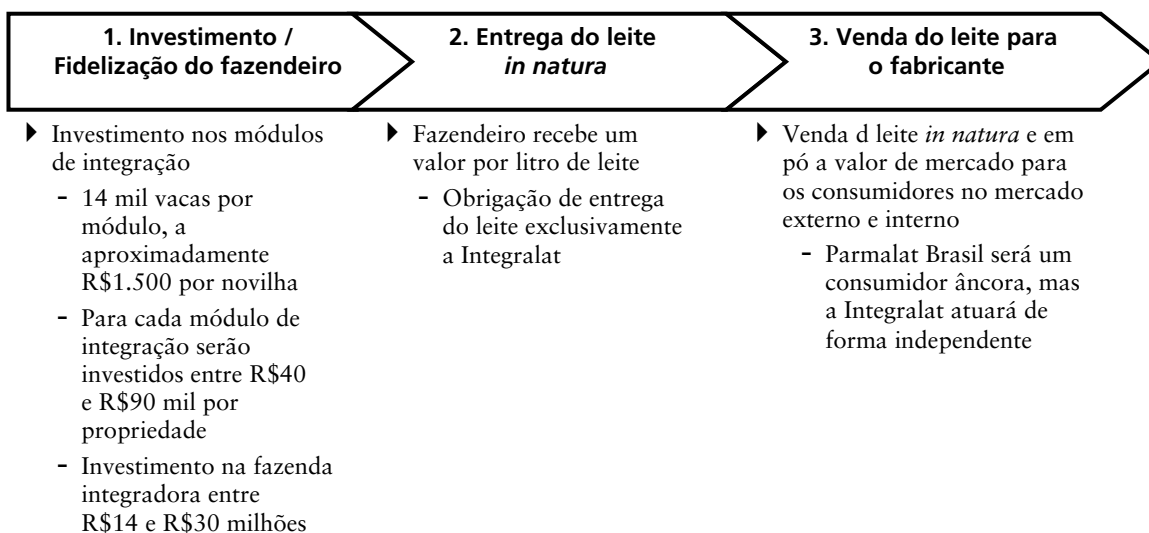 1. Investimento /
Fidelização do fazendeiro
2. Entrega do leite
in natura
3. Venda do leite para
o fabricante
Investimento nos módulos
de integração
- 14 mil vacas por
módulo, a
aproximadamente
R$1.500 por novilha
- Para cada módulo de
integração serão
investidos entre R$40
e R$90 mil por
propriedade
- Investimento na fazenda
integradora entre
R$14 e R$30 milhões
Fazendeiro recebe um
valor por litro de leite
- Obrigação de entrega
do leite exclusivamente
a Integralat
Venda d leite in natura e em
pó a valor de mercado para
os consumidores no mercado
externo e interno
- Parmalat Brasil será um
consumidor âncora, mas
a Integralat atuará de
forma independente